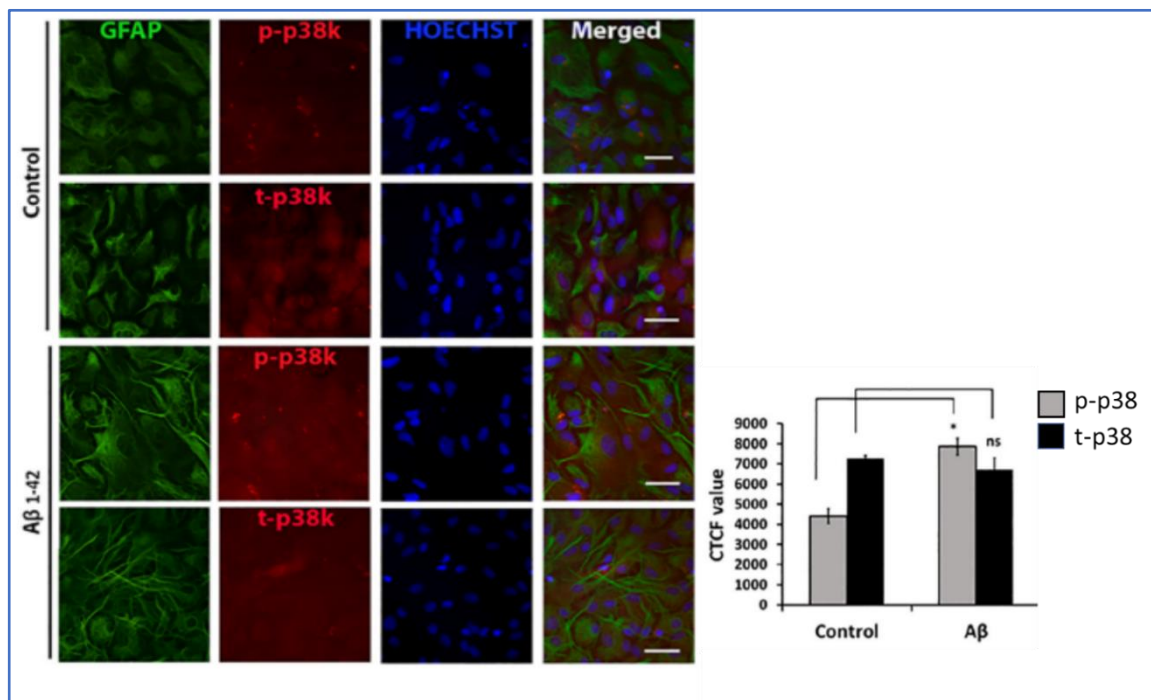 GFAP p-p38k HOECHST Merged
Control
t-p38k
p-p38k
Aβ 1-42
t-p38k
p-p38
t-p38
CTCF value
9000
8000
7000
6000
5000
4000
3000
2000
1000
0
*
ns
Control Aβ